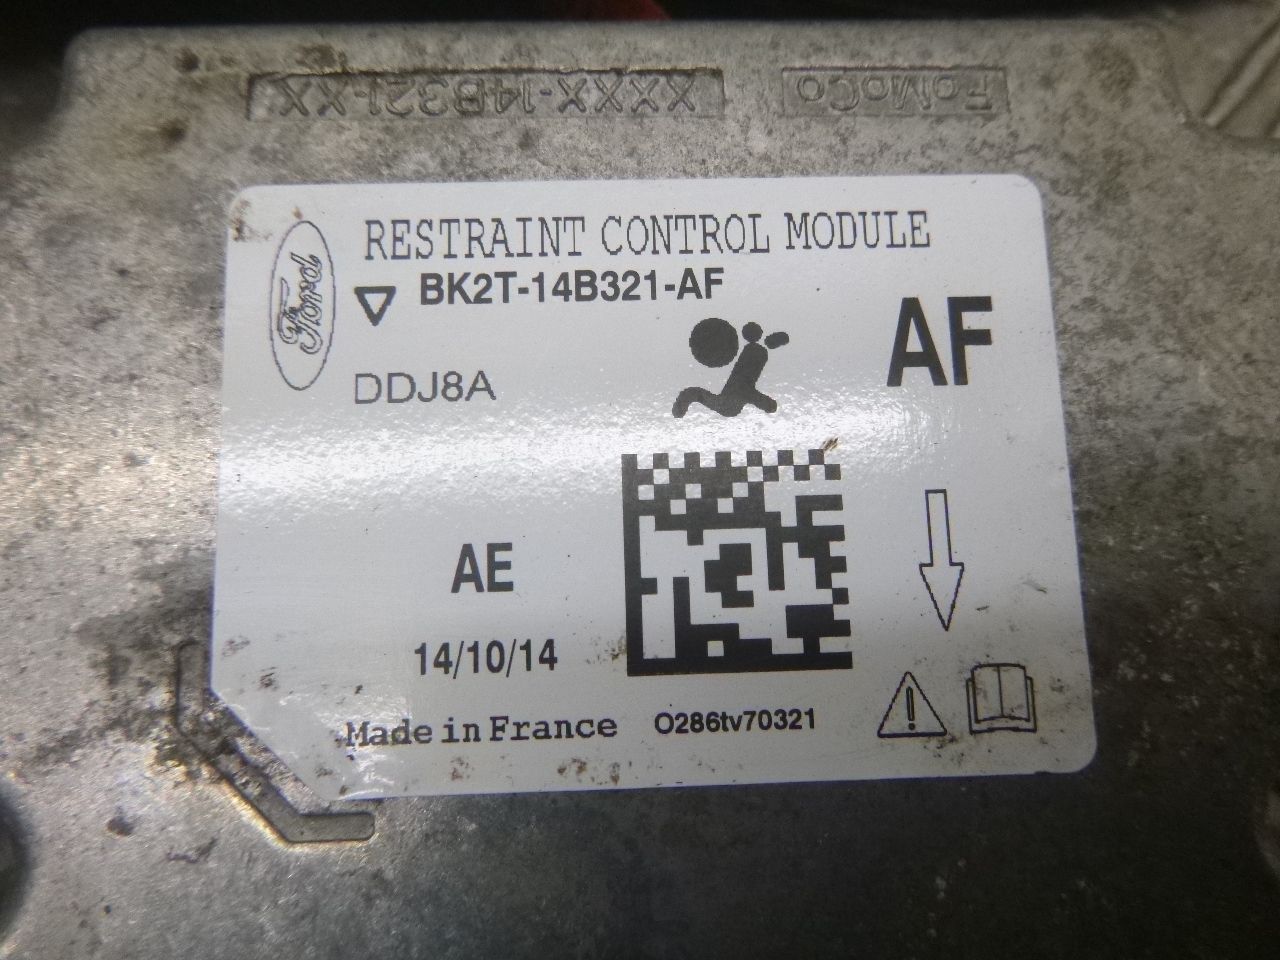 XXXX-14B321-XX
FoMoCo
Ford
RESTRAINT CONTROL MODULE
BK2T-14B321-AF
AF
DDJ8A
AE
14/10/14
Made in France
O286tv70321